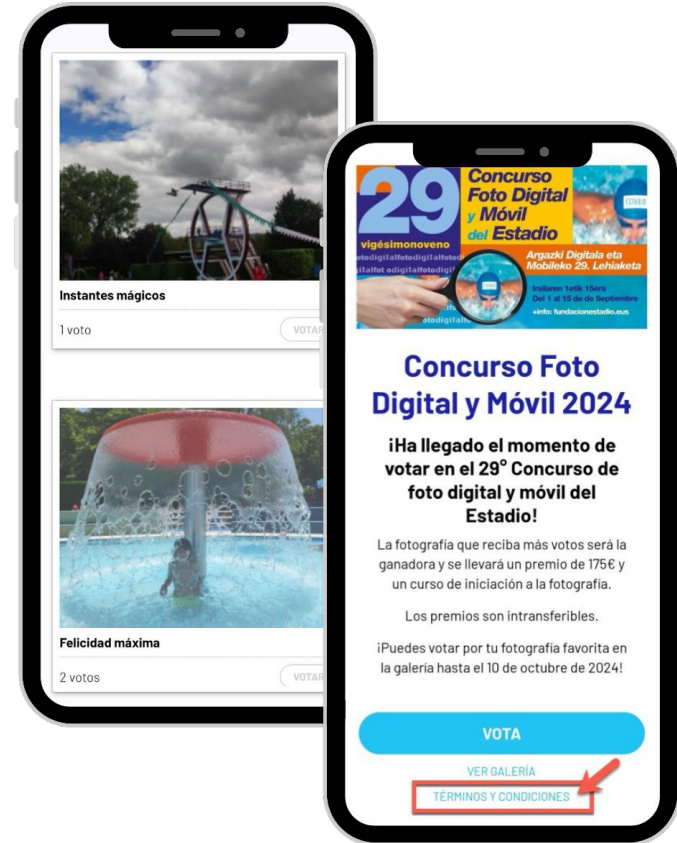 Instantes mágicos
1 voto
VOTAR
Felicidad máxima
2 votos
VOTAR
29
vigésimonoveno
Concurso
Foto Digital
y Móvil
del Estadio
ESTADIO
Argazki Digitala eta
Mobileko 29. Lehiaketa
Irailaren 1etik 15era
Del 1 al 15 de de Septiembre
+info: fundacionestadio.eus
Concurso Foto
Digital y Móvil 2024
¡Ha llegado el momento de
votar en el 29° Concurso de
foto digital y móvil del
Estadio!
La fotografía que reciba más votos será la
ganadora y se llevará un premio de 175€ y
un curso de iniciación a la fotografía.
Los premios son intransferibles.
¡Puedes votar por tu fotografía favorita en
la galería hasta el 10 de octubre de 2024!
VOTA
VER GALERÍA
TÉRMINOS Y CONDICIONES